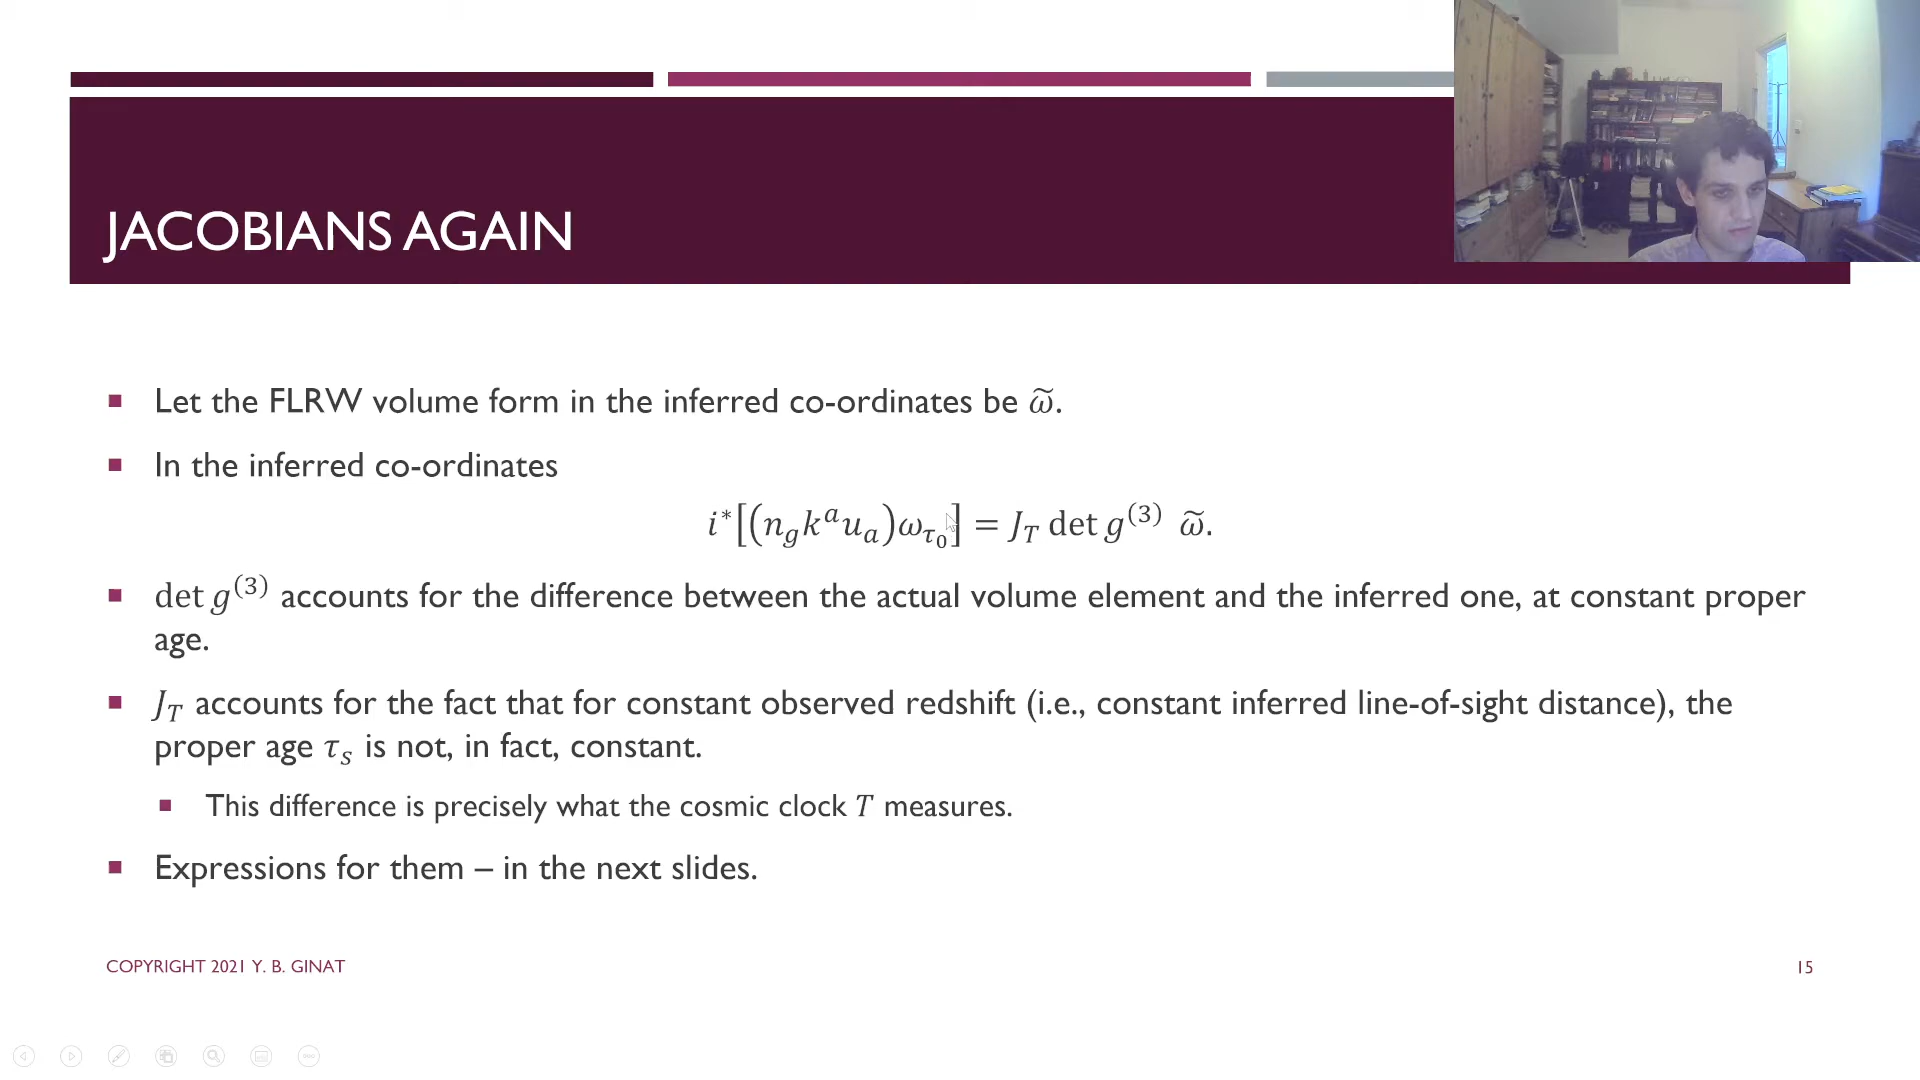 JACOBIANS AGAIN
Let the FLRW volume form in the inferred co-ordinates be ω̃.
In the inferred co-ordinates
i*[(n_g k^a u_a)ω_{τ_0}] = J_T det g^{(3)} ω̃.
det g^{(3)} accounts for the difference between the actual volume element and the inferred one, at constant proper
age.
J_T accounts for the fact that for constant observed redshift (i.e., constant inferred line-of-sight distance), the
proper age τ_s is not, in fact, constant.
This difference is precisely what the cosmic clock T measures.
Expressions for them – in the next slides.
COPYRIGHT 2021 Y. B. GINAT
15